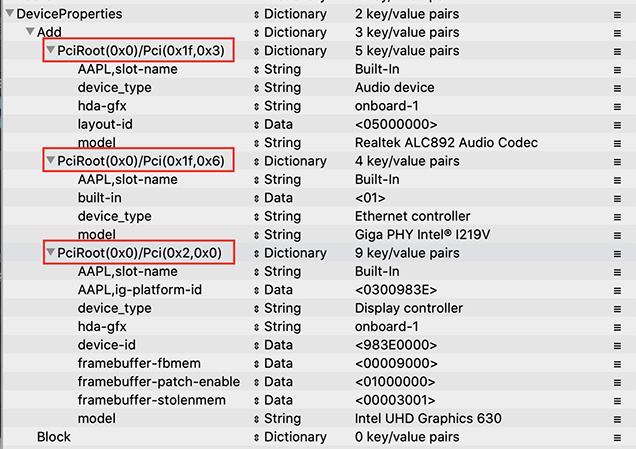 DeviceProperties Dictionary 2 key/value pairs
Add Dictionary 3 key/value pairs
PciRoot(0x0)/Pci(0x1f,0x3) Dictionary 5 key/value pairs
AAPL,slot-name String Built-In
device_type String Audio device
hda-gfx String onboard-1
layout-id Data <05000000>
model String Realtek ALC892 Audio Codec
PciRoot(0x0)/Pci(0x1f,0x6) Dictionary 4 key/value pairs
AAPL,slot-name String Built-In
built-in Data <01>
device_type String Ethernet controller
model String Giga PHY Intel® I219V
PciRoot(0x0)/Pci(0x2,0x0) Dictionary 9 key/value pairs
AAPL,slot-name String Built-In
AAPL,ig-platform-id Data <0300983E>
device_type String Display controller
hda-gfx String onboard-1
device-id Data <983E0000>
framebuffer-fbmem Data <00009000>
framebuffer-patch-enable Data <01000000>
framebuffer-stolenmem Data <00003001>
model String Intel UHD Graphics 630
Block Dictionary 0 key/value pairs